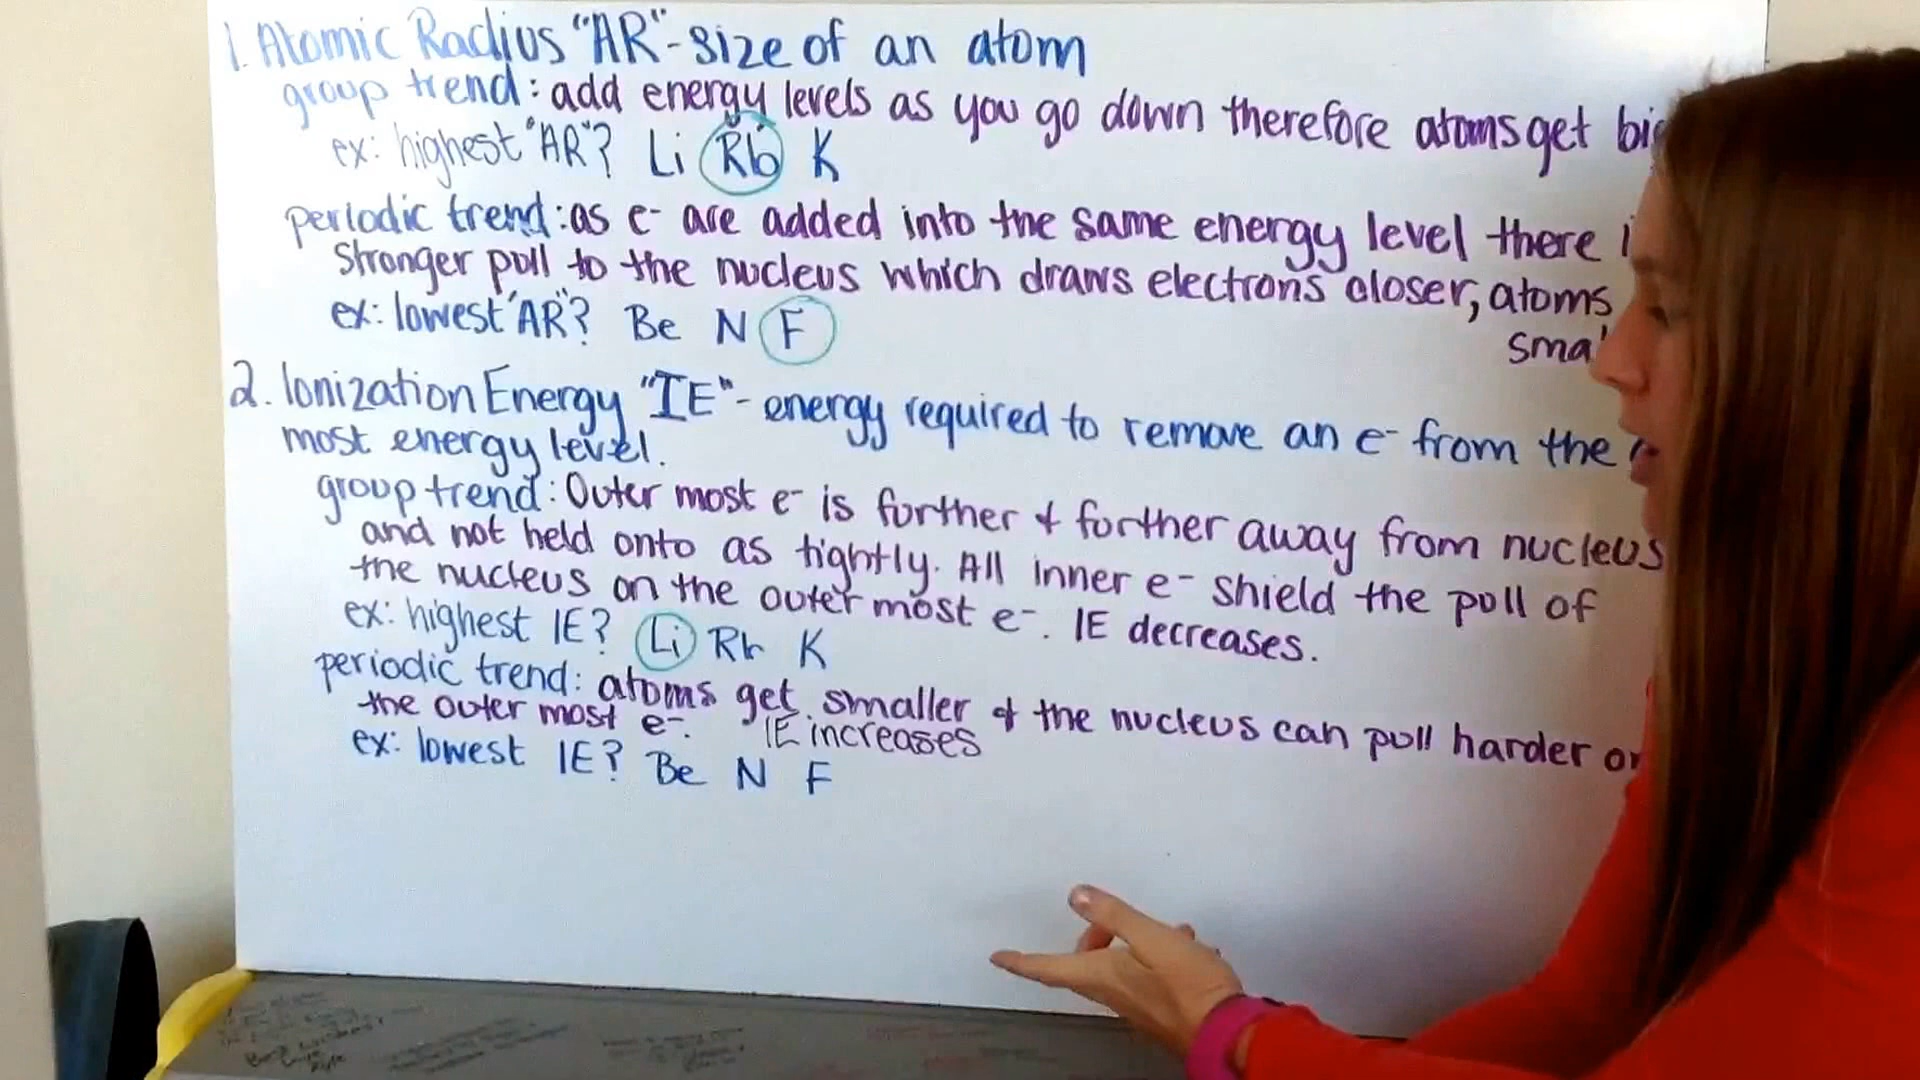 1. Atomic Radius "AR" - size of an atom
group trend: add energy levels as you go down therefore atoms get
ex: highest "AR"? Li Rb K
periodic trend: as e- are added into the same energy level there
stronger pull to the nucleus which draws electrons closer, atoms
ex: lowest "AR"? Be N F
2. Ionization Energy "IE" - energy required to remove an e- from the
most energy level.
group trend: Outer most e- is further & further away from nucleus
and not held onto as tightly. All inner e- shield the pull of
the nucleus on the outer most e-. IE decreases.
ex: highest IE? Li Rb K
periodic trend: atoms get smaller & the nucleus can pull harder
the outer most e-. IE increases
ex: lowest IE? Be N F